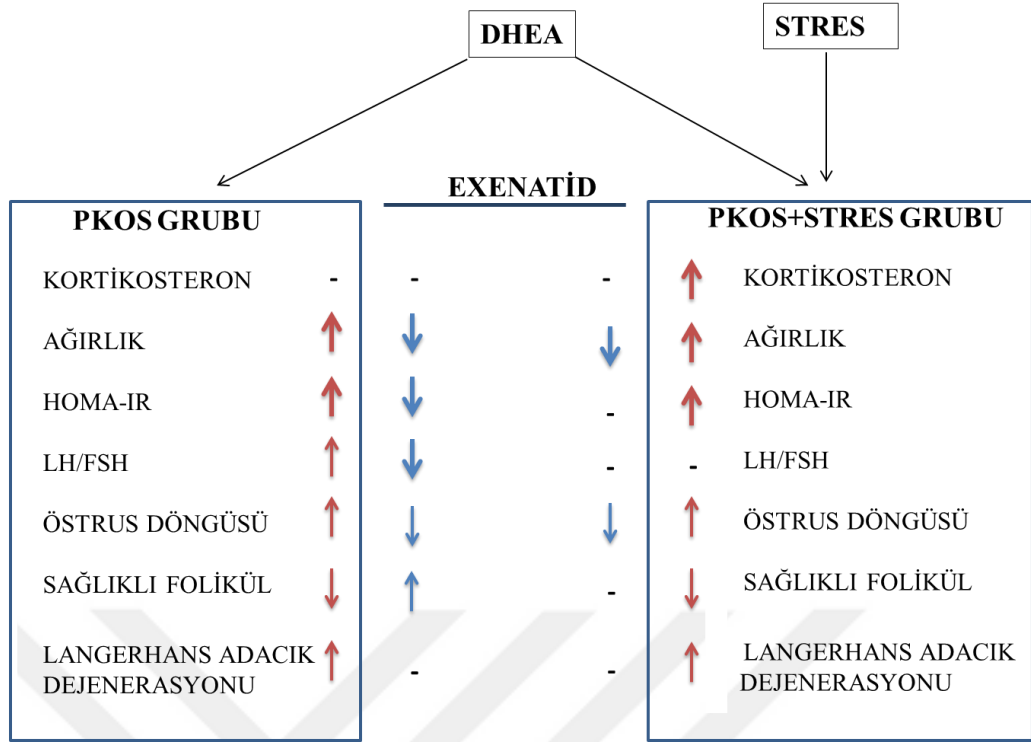 DHEA
STRES
EXENATİD
PKOS GRUBU
KORTİKOSTERON - -
AĞIRLIK
HOMA-IR
LH/FSH
ÖSTRUS DÖNGÜSÜ
SAĞLIKLI FOLİKÜL
LANGERHANS ADACIK
DEJENERASYONU -
PKOS+STRES GRUBU
- KORTİKOSTERON
AĞIRLIK
- HOMA-IR
- - LH/FSH
ÖSTRUS DÖNGÜSÜ
- SAĞLIKLI FOLİKÜL
- LANGERHANS ADACIK
DEJENERASYONU